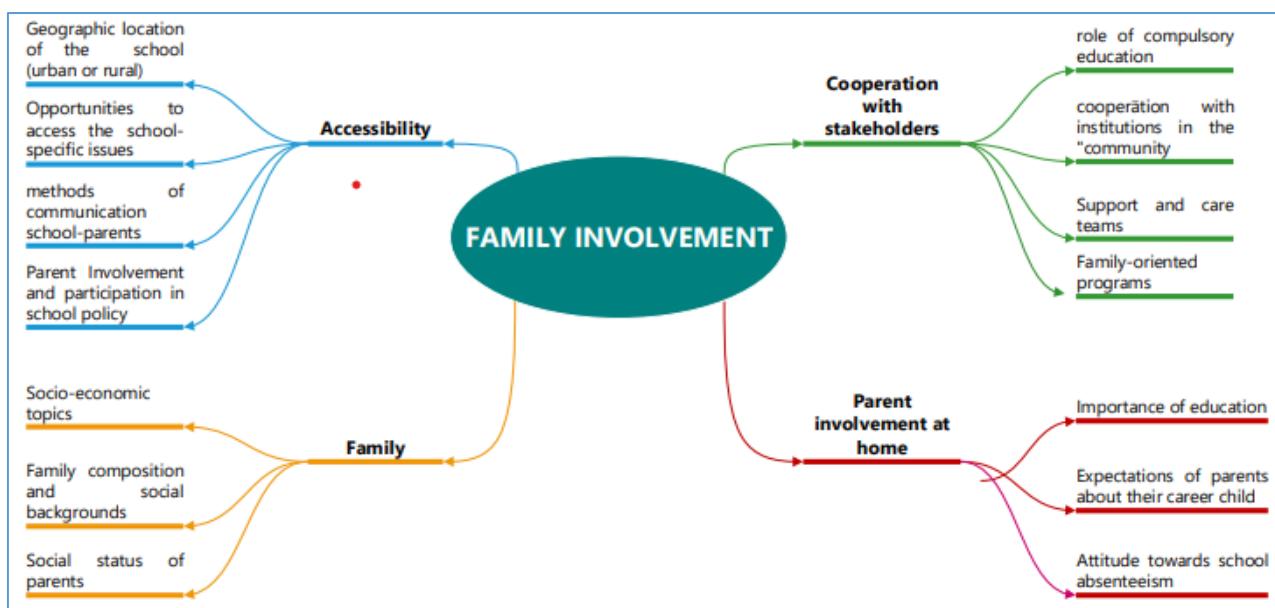 Geographic location
of the school
(urban or rural)
Opportunities to
access the school-
specific issues
methods of
communication
school-parents
Parent Involvement
and participation in
school policy
Accessibility
FAMILY INVOLVEMENT
Cooperation
with
stakeholders
role of compulsory
education
cooperätion with
institutions in the
"community
Support and care
teams
Family-oriented
programs
Socio-economic
topics
Family composition
and social
backgrounds
Social status of
parents
Family
Parent
involvement at
home
Importance of education
Expectations of parents
about their career child
Attitude towards school
absenteeism